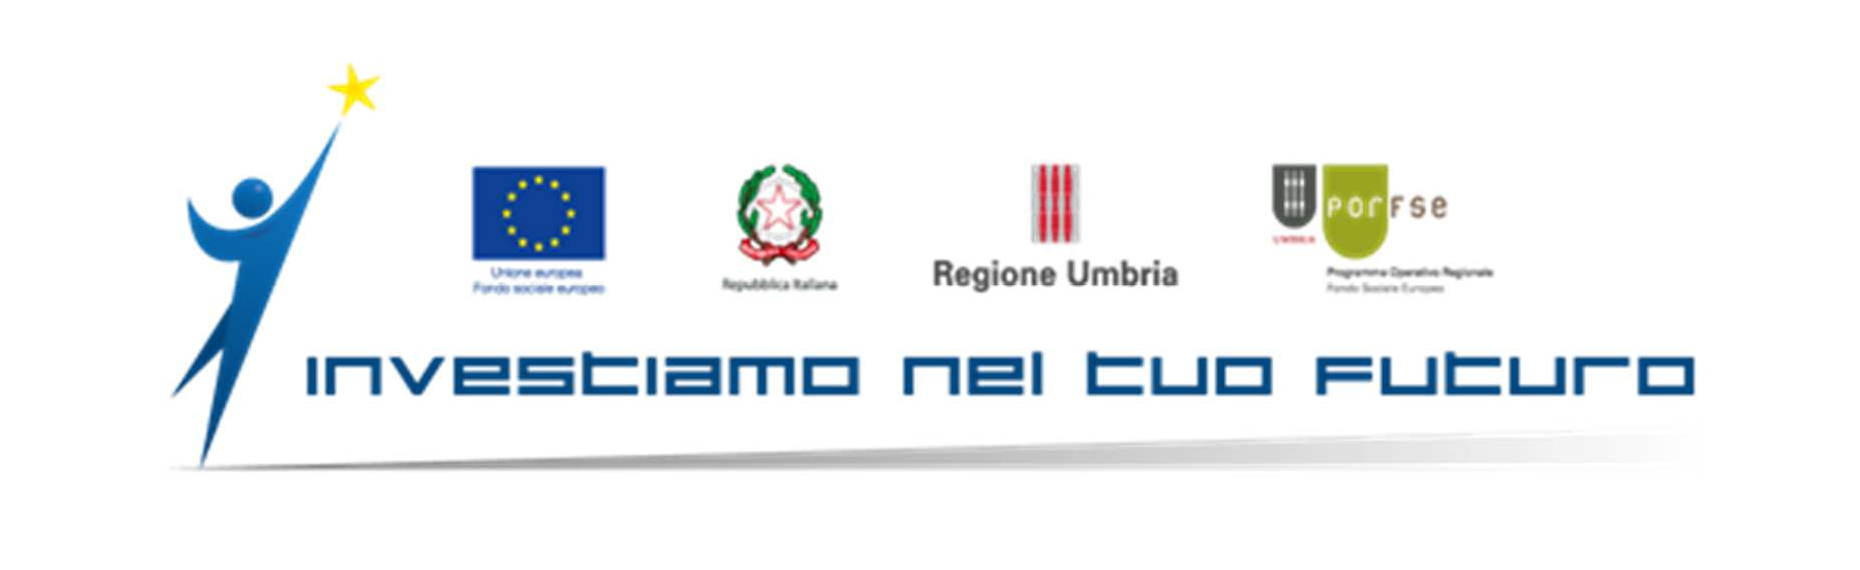 Unione europea
Fondo sociale europeo
Repubblica Italiana
Regione Umbria
UMBRIA
por Fse
Programma Operativo Regionale
Fondo Sociale Europeo
investiamo nel tuo futuro